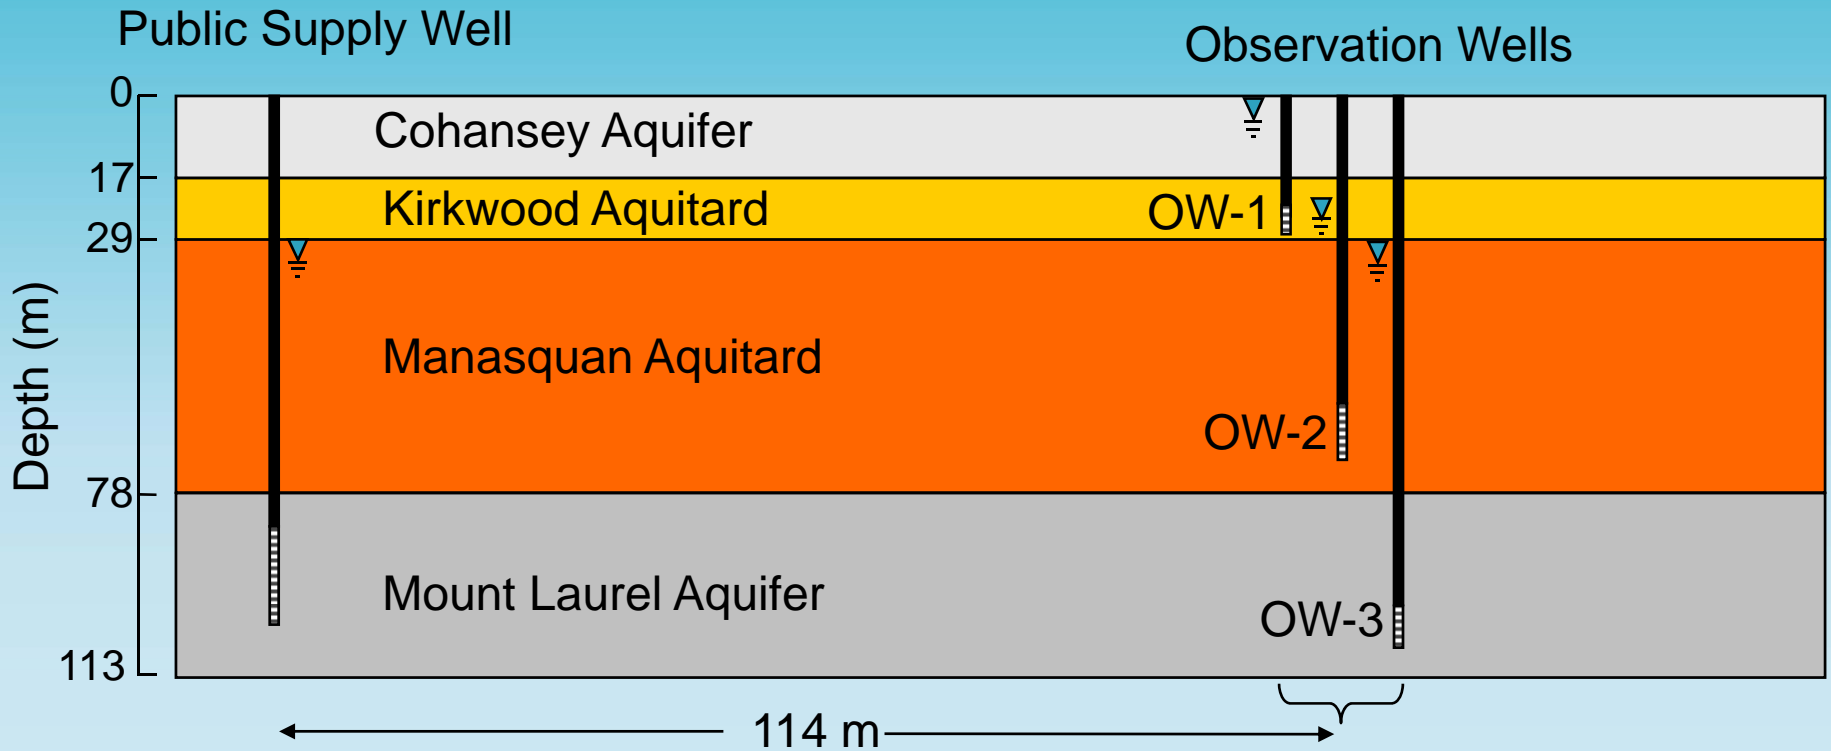 Public Supply Well
Observation Wells
0
Cohansey Aquifer
17
Kirkwood Aquitard
OW-1
29
Manasquan Aquitard
Depth (m)
OW-2
78
Mount Laurel Aquifer
OW-3
113
114 m